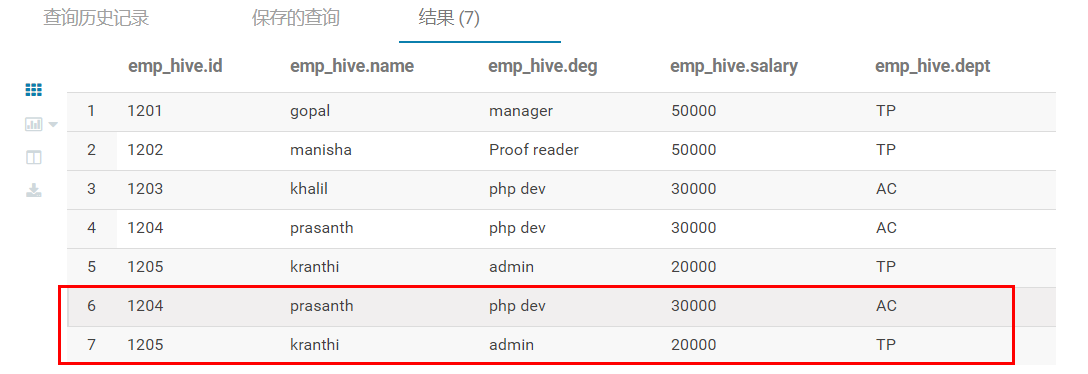 查询历史记录 保存的查询 结果 (7)
emp_hive.id emp_hive.name emp_hive.deg emp_hive.salary emp_hive.dept
1 1201 gopal manager 50000 TP
2 1202 manisha Proof reader 50000 TP
3 1203 khalil php dev 30000 AC
4 1204 prasanth php dev 30000 AC
5 1205 kranthi admin 20000 TP
6 1204 prasanth php dev 30000 AC
7 1205 kranthi admin 20000 TP